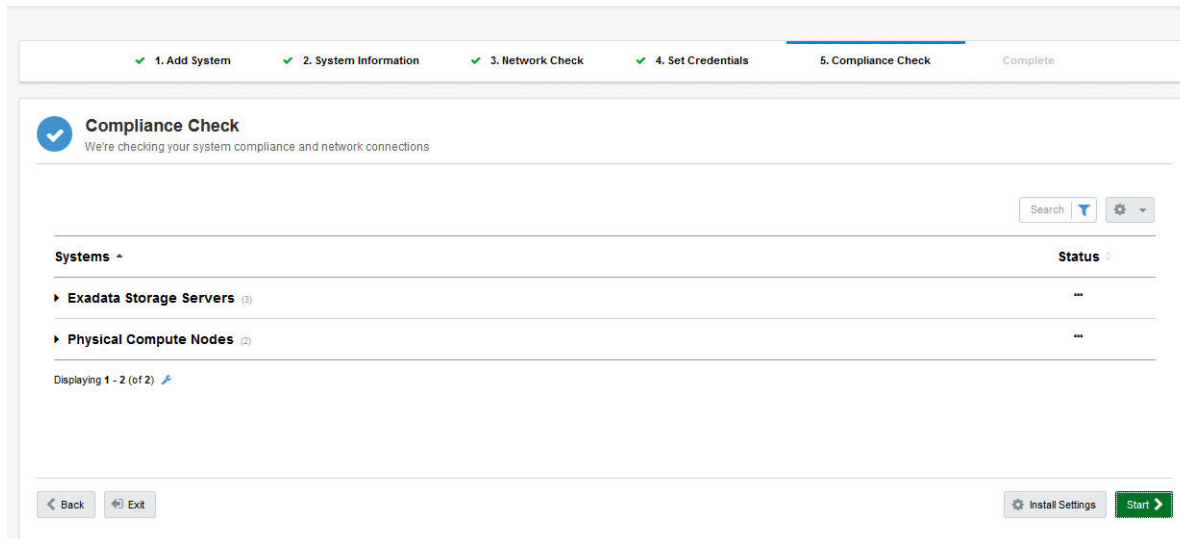 1. Add System 2. System Information 3. Network Check 4. Set Credentials 5. Compliance Check Complete
Compliance Check
We're checking your system compliance and network connections
Search
Systems Status
Exadata Storage Servers (3) ...
Physical Compute Nodes (2) ...
Displaying 1 - 2 (of 2)
Back Exit Install Settings Start